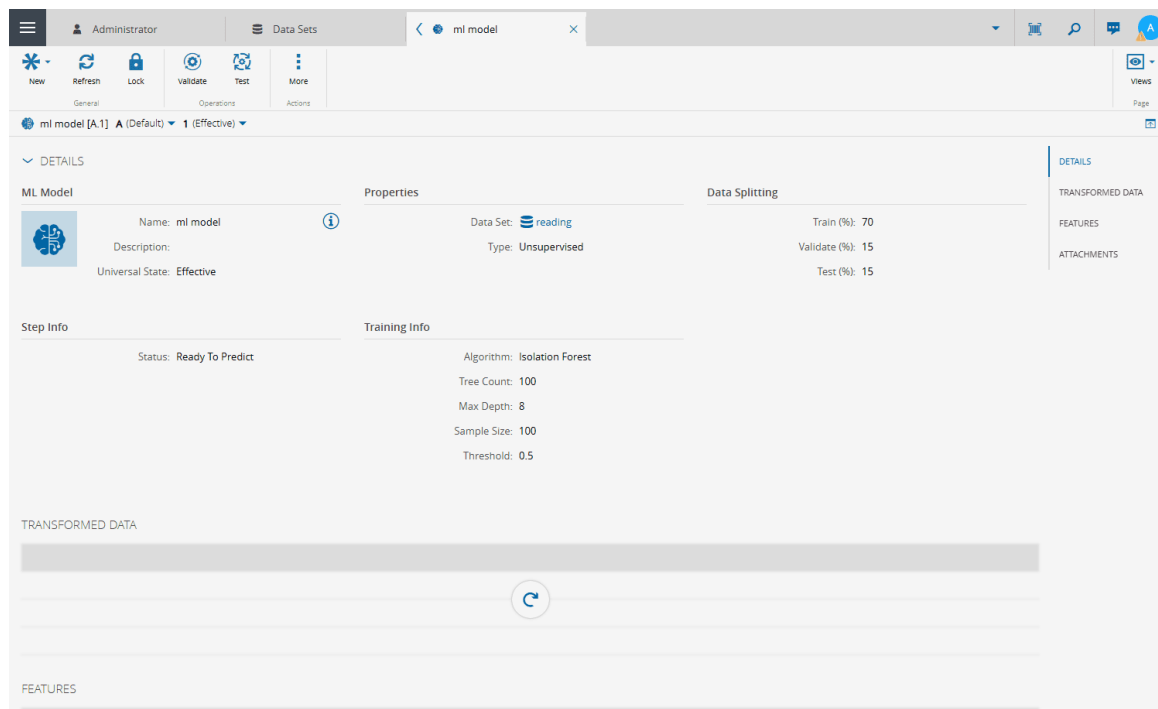 Administrator
Data Sets
ml model
A
New
Refresh
Lock
Validate
Test
More
Views
General
Operations
Actions
Page
ml model [A.1] A (Default) 1 (Effective)
DETAILS
ML Model
Name: ml model
Description:
Universal State: Effective
Properties
Data Set: reading
Type: Unsupervised
Data Splitting
Train (%): 70
Validate (%): 15
Test (%): 15
Step Info
Status: Ready To Predict
Training Info
Algorithm: Isolation Forest
Tree Count: 100
Max Depth: 8
Sample Size: 100
Threshold: 0.5
TRANSFORMED DATA
FEATURES
DETAILS
TRANSFORMED DATA
FEATURES
ATTACHMENTS